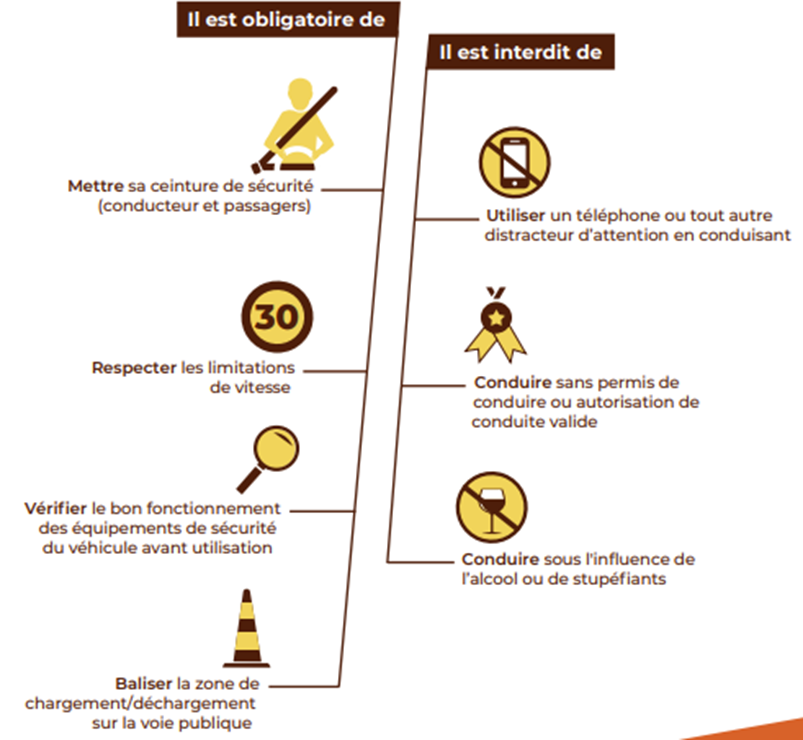 Il est obligatoire de
Mettre sa ceinture de sécurité
(conducteur et passagers)
30
Respecter les limitations
de vitesse
Vérifier le bon fonctionnement
des équipements de sécurité
du véhicule avant utilisation
Baliser la zone de
chargement/déchargement
sur la voie publique
Il est interdit de
Utiliser un téléphone ou tout autre
distracteur d'attention en conduisant
Conduire sans permis de
conduire ou autorisation de
conduite valide
Conduire sous l'influence de
l'alcool ou de stupéfiants